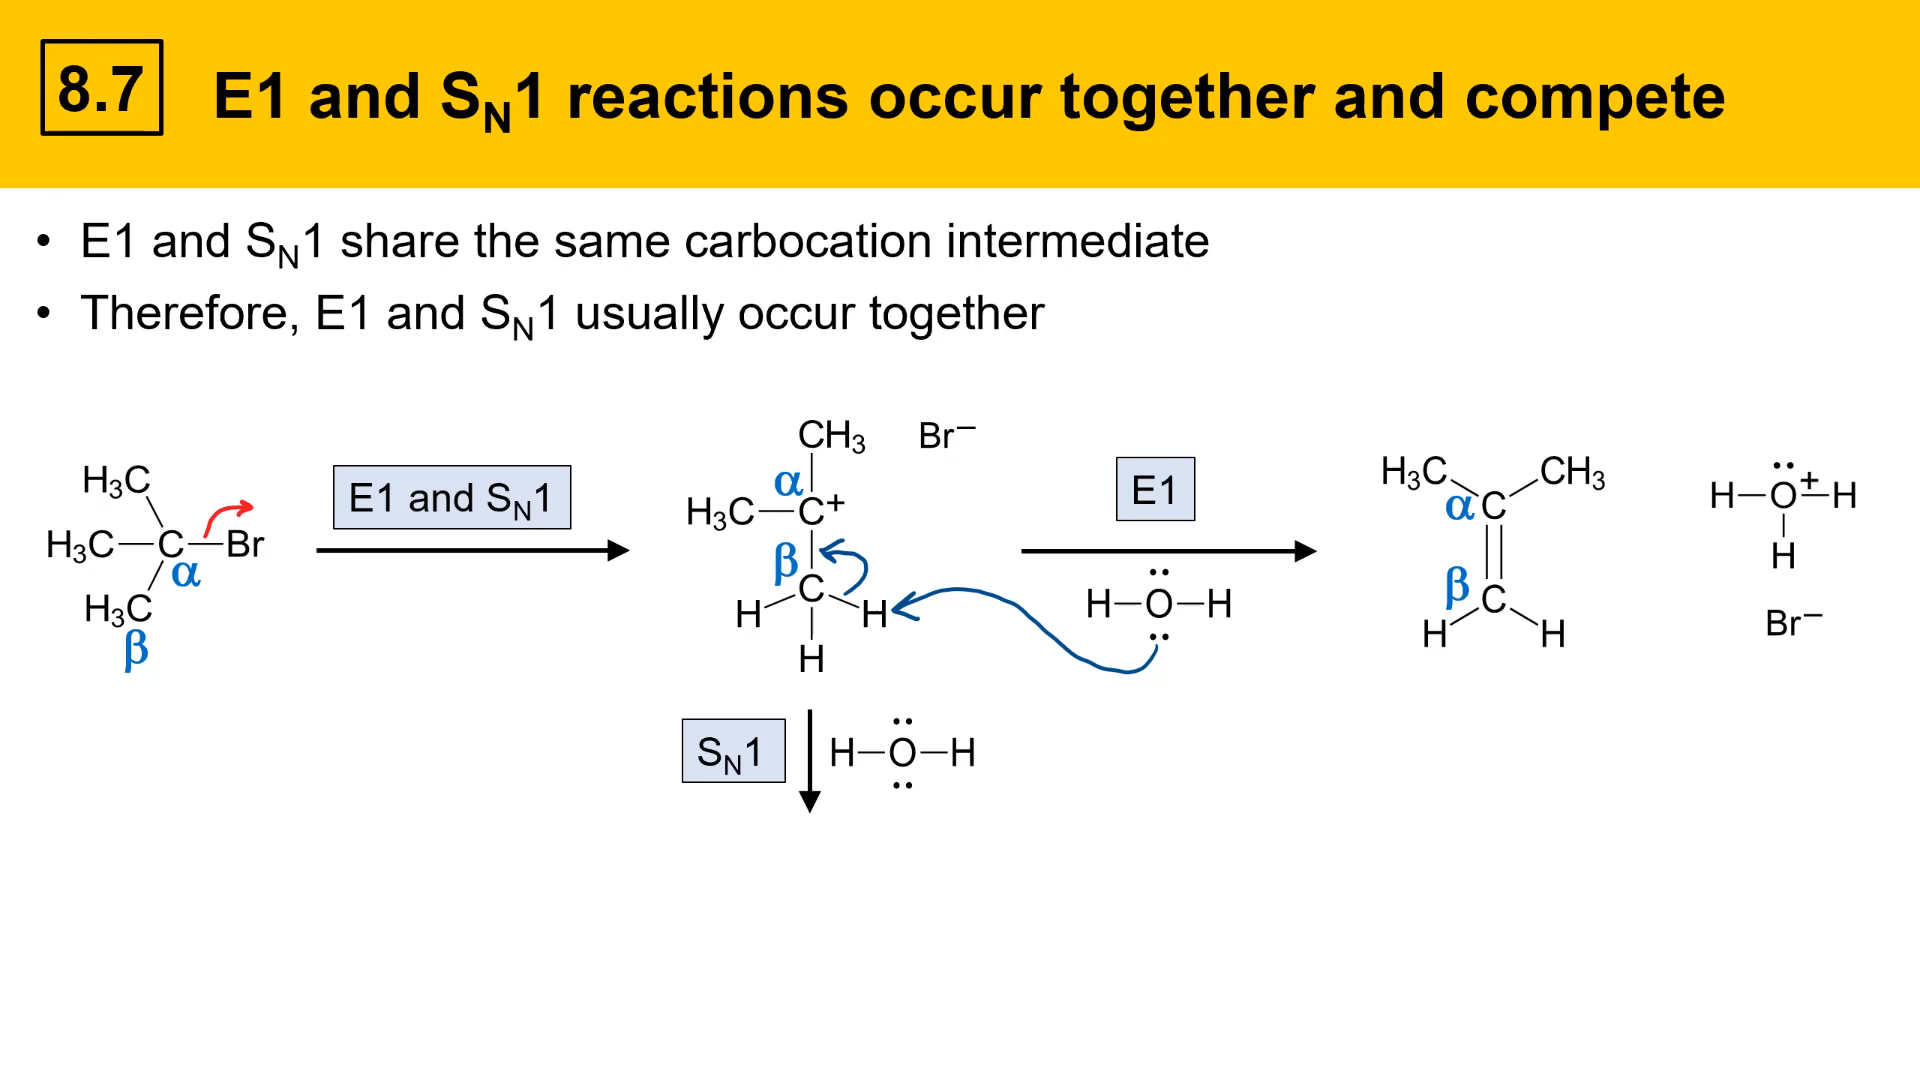 8.7
E1 and SN1 reactions occur together and compete
• E1 and SN1 share the same carbocation intermediate
• Therefore, E1 and SN1 usually occur together
H3C
H3C—C—Br
α
H3C
β
E1 and SN1
CH3
Br−
α
H3C—C+
β
C
H H
H
E1
H—Ö—H
H3C CH3
α C
β C
H H
H—O+—H
H
Br−
SN1
H—O—H